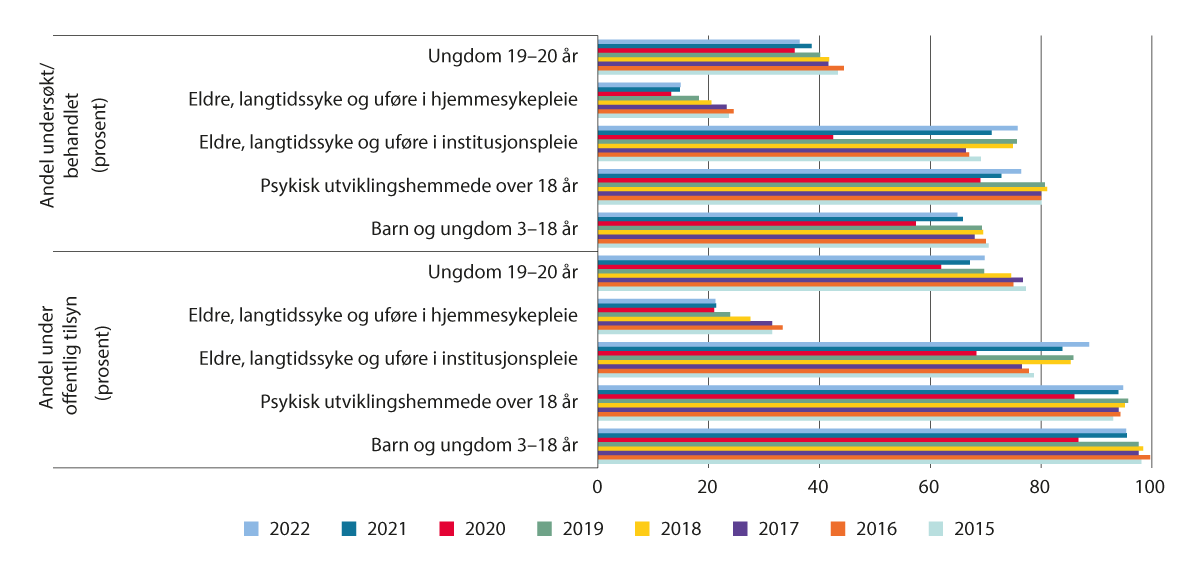 Andel undersøkt/
behandlet
(prosent)
Ungdom 19–20 år
Eldre, langtidssyke og uføre i hjemmesykepleie
Eldre, langtidssyke og uføre i institusjonspleie
Psykisk utviklingshemmede over 18 år
Barn og ungdom 3–18 år
Andel under
offentlig tilsyn
(prosent)
Ungdom 19–20 år
Eldre, langtidssyke og uføre i hjemmesykepleie
Eldre, langtidssyke og uføre i institusjonspleie
Psykisk utviklingshemmede over 18 år
Barn og ungdom 3–18 år
0 20 40 60 80 100
2022 2021 2020 2019 2018 2017 2016 2015